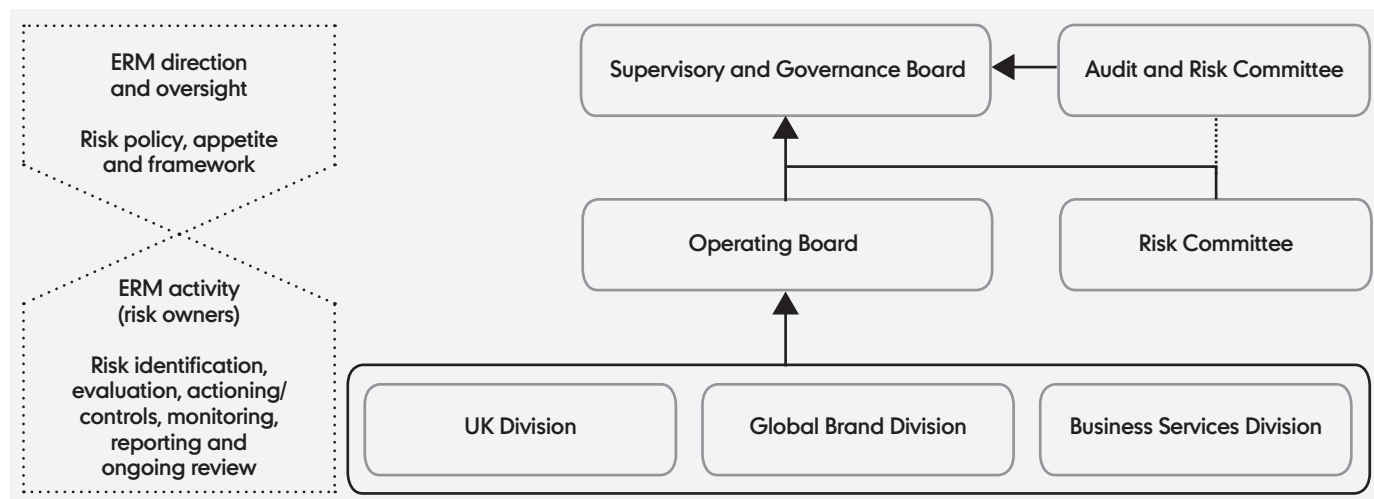 ERM direction
and oversight
Risk policy, appetite
and framework
Supervisory and Governance Board
Audit and Risk Committee
Operating Board
Risk Committee
ERM activity
(risk owners)
Risk identification,
evaluation, actioning/
controls, monitoring,
reporting and
ongoing review
UK Division
Global Brand Division
Business Services Division